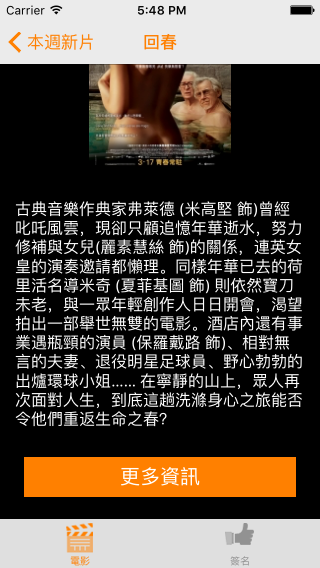 Carrier 5:48 PM
本週新片 回春
3·17 青春常駐
古典音樂作典家弗萊德 (米高堅 飾)曾經
叱吒風雲，現卻只顧追憶年華逝水，努力
修補與女兒(麗素慧絲 飾)的關係，連英女
皇的演奏邀請都懶理。同樣年華已去的荷
里活名導米奇 (夏菲基圖 飾) 則依然寶刀
未老，與一眾年輕創作人日日開會，渴望
拍出一部舉世無雙的電影。酒店內還有事
業遇瓶頸的演員 (保羅戴路 飾)、相對無
言的夫妻、退役明星足球員、野心勃勃的
出爐環球小姐…… 在寧靜的山上，眾人再
次面對人生，到底這趟洗滌身心之旅能否
令他們重返生命之春?
更多資訊
電影 簽名